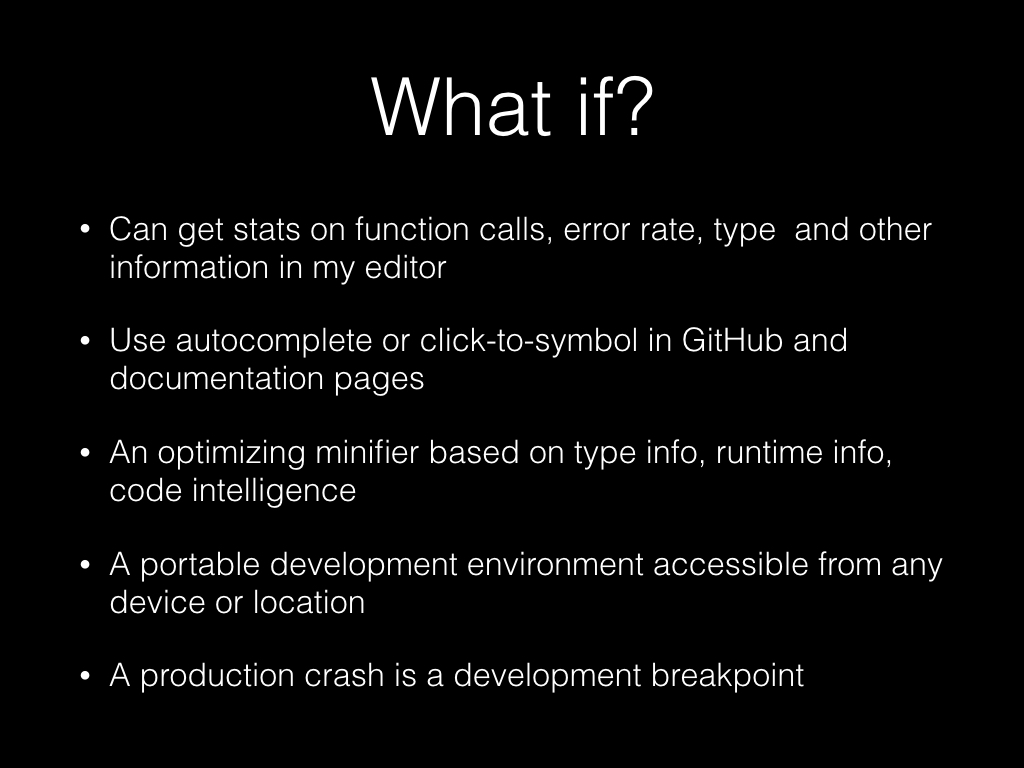 What if?
• Can get stats on function calls, error rate, type  and other
information in my editor
• Use autocomplete or click-to-symbol in GitHub and
documentation pages
• An optimizing minifier based on type info, runtime info,
code intelligence
• A portable development environment accessible from any
device or location
• A production crash is a development breakpoint